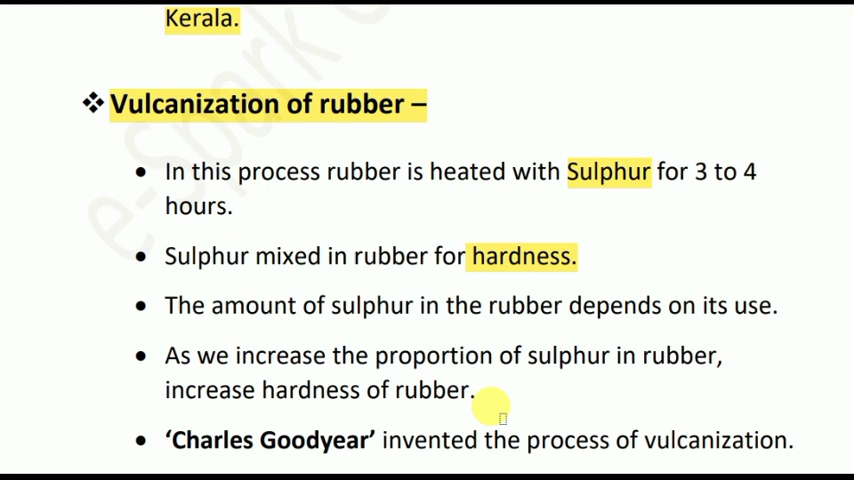 Kerala.
❖ Vulcanization of rubber –
• In this process rubber is heated with Sulphur for 3 to 4
hours.
• Sulphur mixed in rubber for hardness.
• The amount of sulphur in the rubber depends on its use.
• As we increase the proportion of sulphur in rubber,
increase hardness of rubber.
• ‘Charles Goodyear’ invented the process of vulcanization.
e-Spark